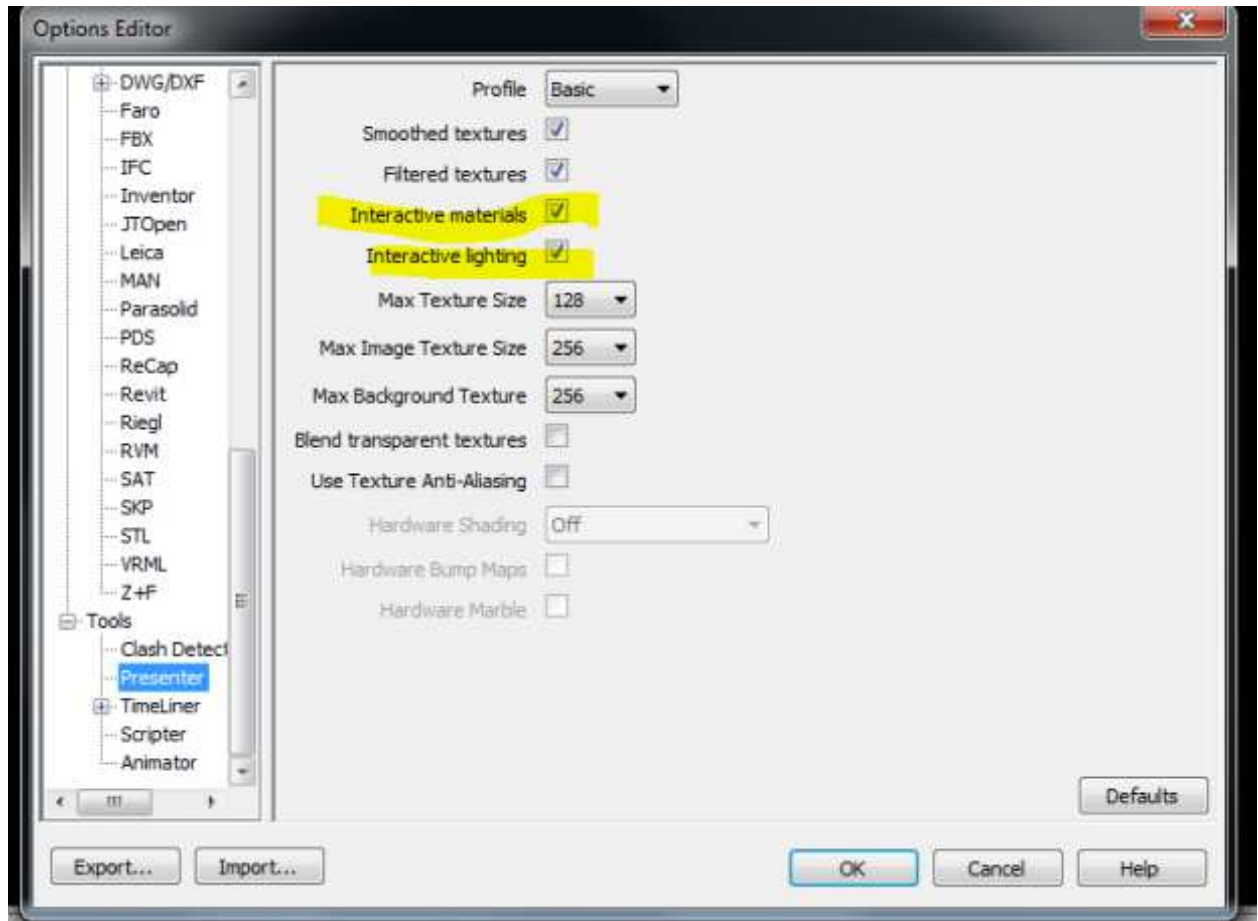 Options Editor
DWG/DXF
Faro
FBX
IFC
Inventor
JTOpen
Leica
MAN
Parasolid
PDS
ReCap
Revit
Riegl
RVM
SAT
SKP
STL
VRML
Z+F
Tools
Clash Detect
Presenter
TimeLiner
Scripter
Animator
Profile Basic
Smoothed textures
Filtered textures
Interactive materials
Interactive lighting
Max Texture Size 128
Max Image Texture Size 256
Max Background Texture 256
Blend transparent textures
Use Texture Anti-Aliasing
Hardware Shading Off
Hardware Bump Maps
Hardware Marble
Defaults
Export... Import... OK Cancel Help